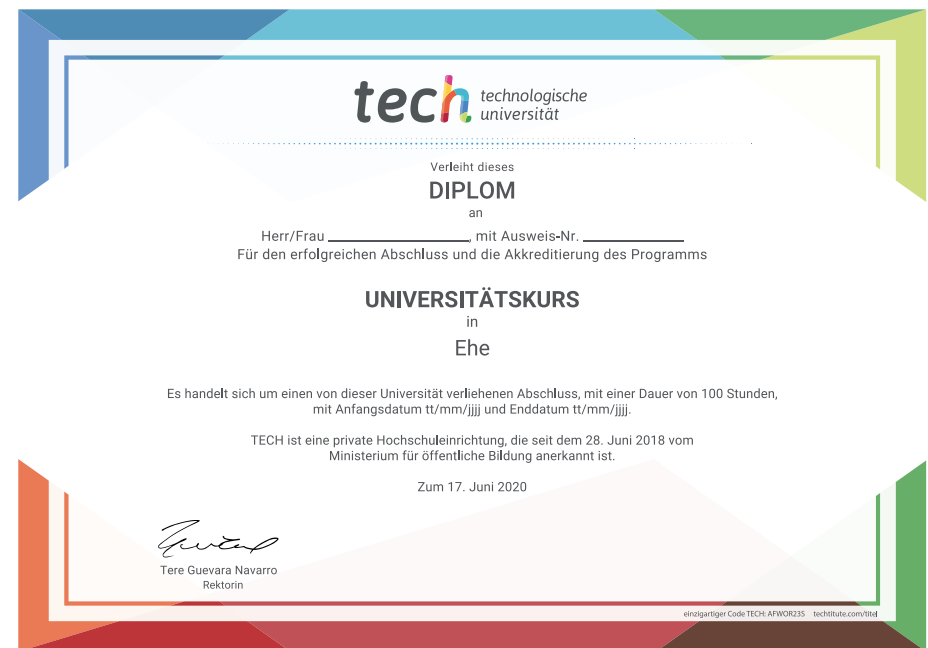 tech technologische
universität
Verleiht dieses
DIPLOM
an
Herr/Frau ____________________, mit Ausweis-Nr. ______________
Für den erfolgreichen Abschluss und die Akkreditierung des Programms
UNIVERSITÄTSKURS
in
Ehe
Es handelt sich um einen von dieser Universität verliehenen Abschluss, mit einer Dauer von 100 Stunden,
mit Anfangsdatum tt/mm/jjjj und Enddatum tt/mm/jjjj.
TECH ist eine private Hochschuleinrichtung, die seit dem 28. Juni 2018 vom
Ministerium für öffentliche Bildung anerkannt ist.
Zum 17. Juni 2020
Tere Guevara Navarro
Rektorin
einzigartiger Code TECH: AFWOR23S techtitute.com/titel